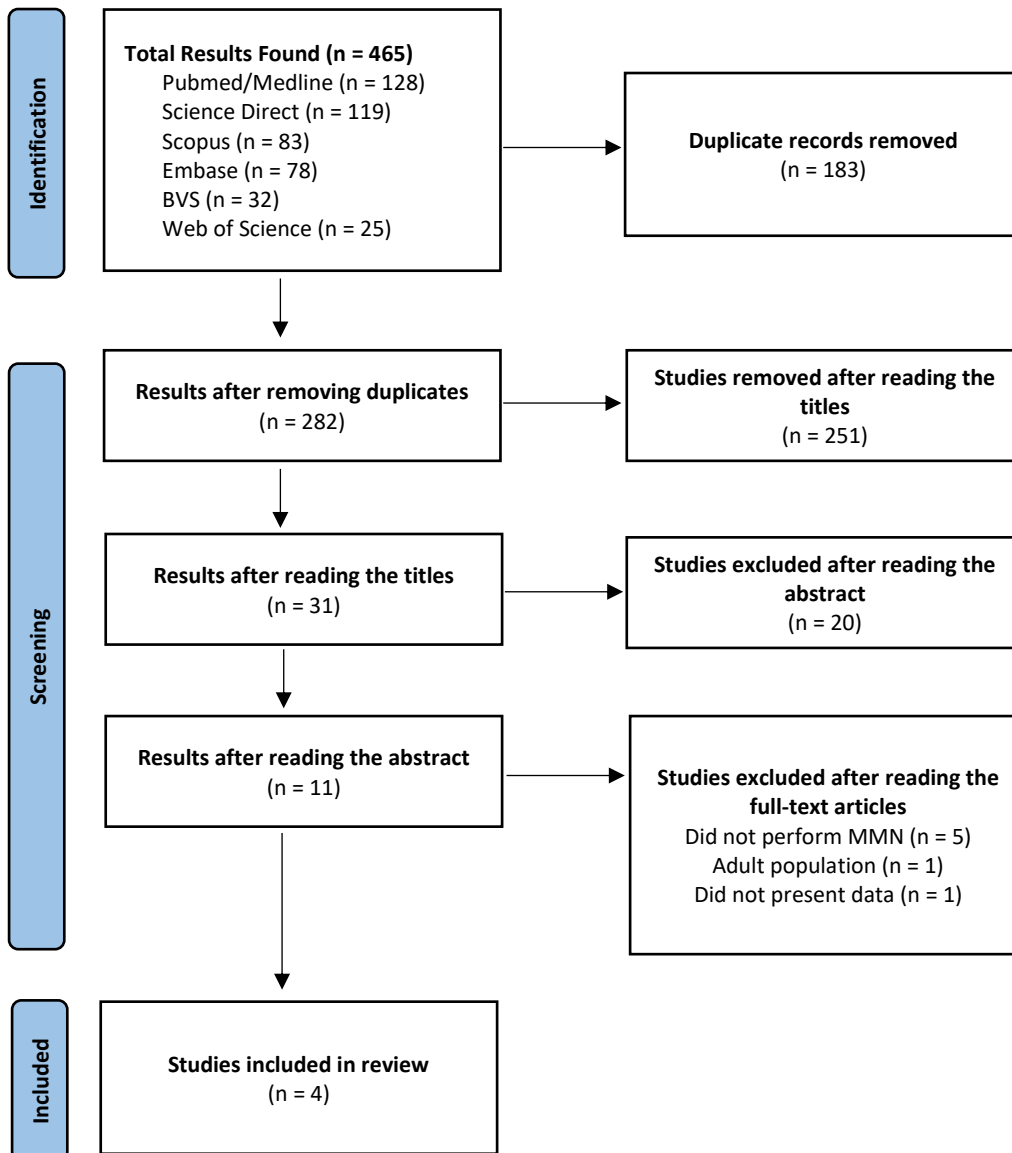 Identification
Total Results Found (n = 465)
Pubmed/Medline (n = 128)
Science Direct (n = 119)
Scopus (n = 83)
Embase (n = 78)
BVS (n = 32)
Web of Science (n = 25)
Duplicate records removed
(n = 183)
Screening
Results after removing duplicates
(n = 282)
Studies removed after reading the
titles
(n = 251)
Results after reading the titles
(n = 31)
Studies excluded after reading the
abstract
(n = 20)
Results after reading the abstract
(n = 11)
Studies excluded after reading the
full-text articles
Did not perform MMN (n = 5)
Adult population (n = 1)
Did not present data (n = 1)
Included
Studies included in review
(n = 4)